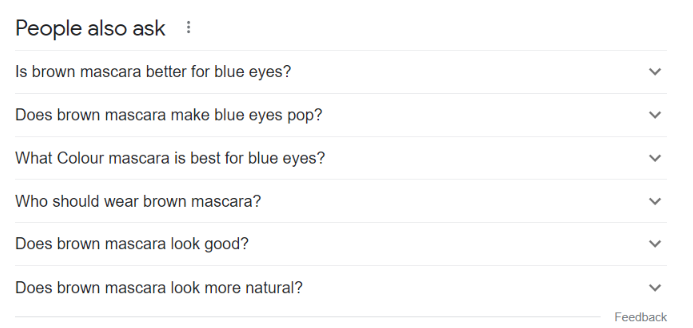 People also ask
Is brown mascara better for blue eyes?
Does brown mascara make blue eyes pop?
What Colour mascara is best for blue eyes?
Who should wear brown mascara?
Does brown mascara look good?
Does brown mascara look more natural?
Feedback